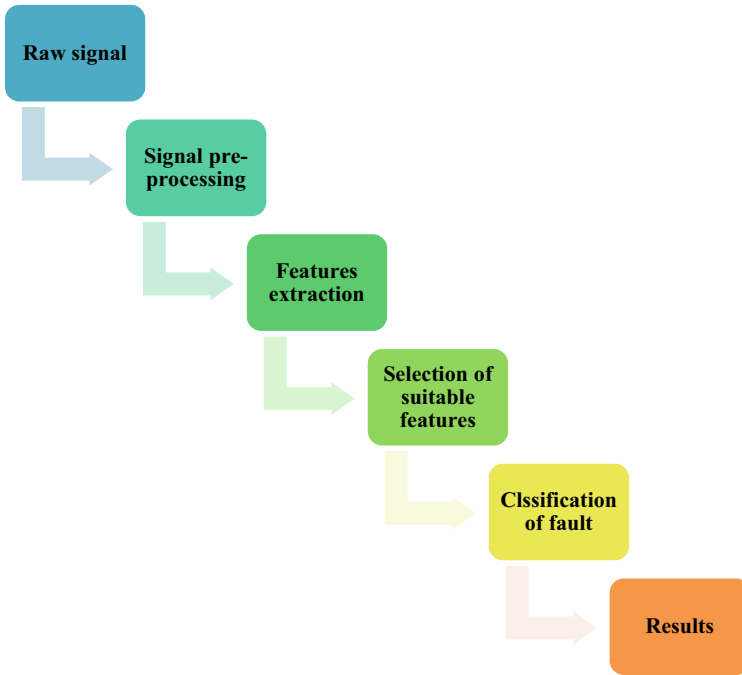 Raw signal
Signal pre-
processing
Features
extraction
Selection of
suitable
features
Clssification
of fault
Results